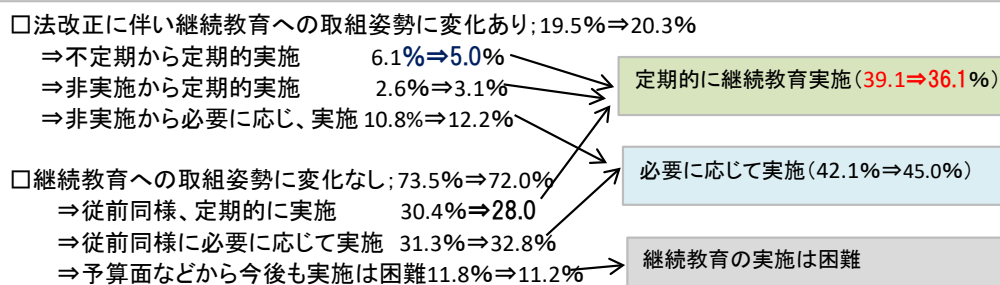 □法改正に伴い継続教育への取組姿勢に変化あり;19.5%⇒20.3%
⇒不定期から定期的実施 6.1%⇒5.0%
⇒非実施から定期的実施 2.6%⇒3.1%
⇒非実施から必要に応じ、実施 10.8%⇒12.2%
□継続教育への取組姿勢に変化なし;73.5%⇒72.0%
⇒従前同様、定期的に実施 30.4%⇒28.0
⇒従前同様に必要に応じて実施 31.3%⇒32.8%
⇒予算面などから今後も実施は困難11.8%⇒11.2%
定期的に継続教育実施(39.1⇒36.1%)
必要に応じて実施(42.1%⇒45.0%)
継続教育の実施は困難